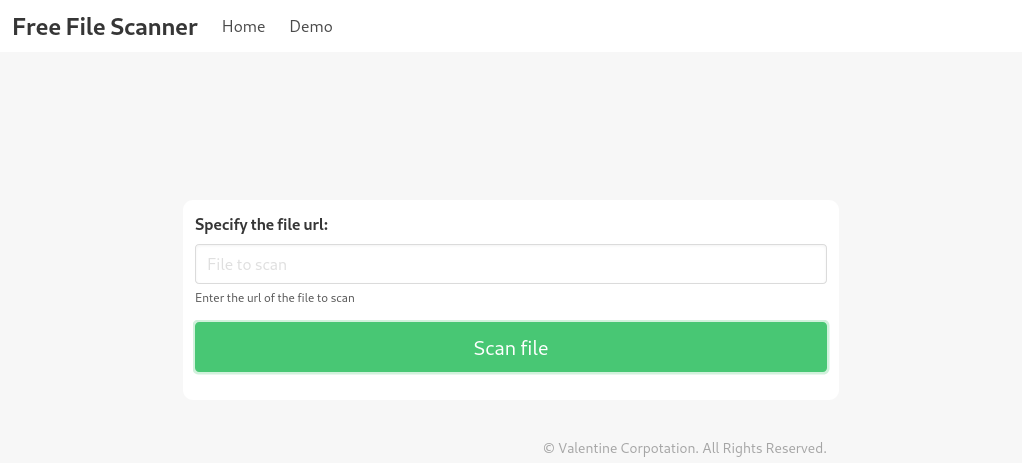 Free File Scanner Home Demo
Specify the file url:
File to scan
Enter the url of the file to scan
Scan file
© Valentine Corpotation. All Rights Reserved.